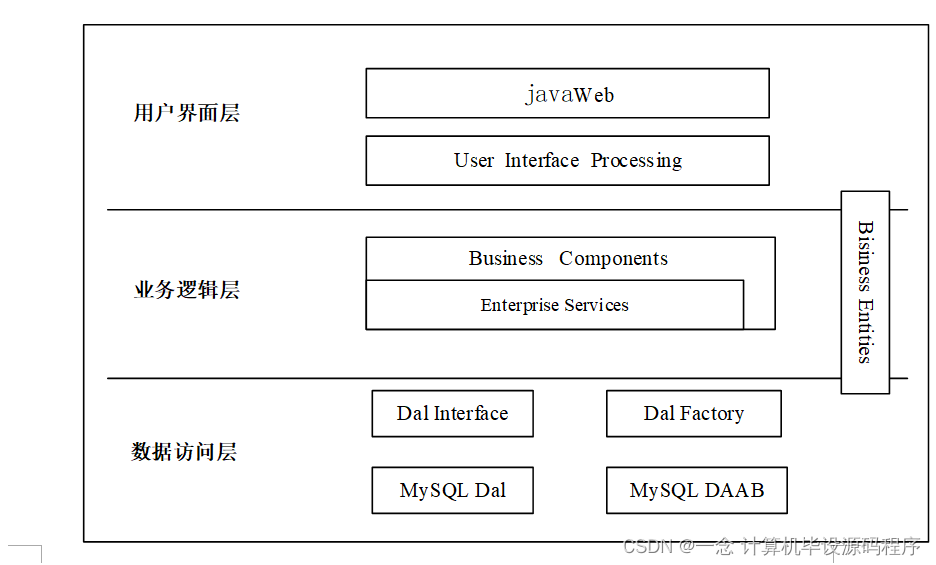 用户界面层
javaWeb
User Interface Processing
业务逻辑层
Business Components
Enterprise Services
Bisiness Entities
数据访问层
Dal Interface
Dal Factory
MySQL Dal
MySQL DAAB
CSDN @一念 计算机毕设源码程序